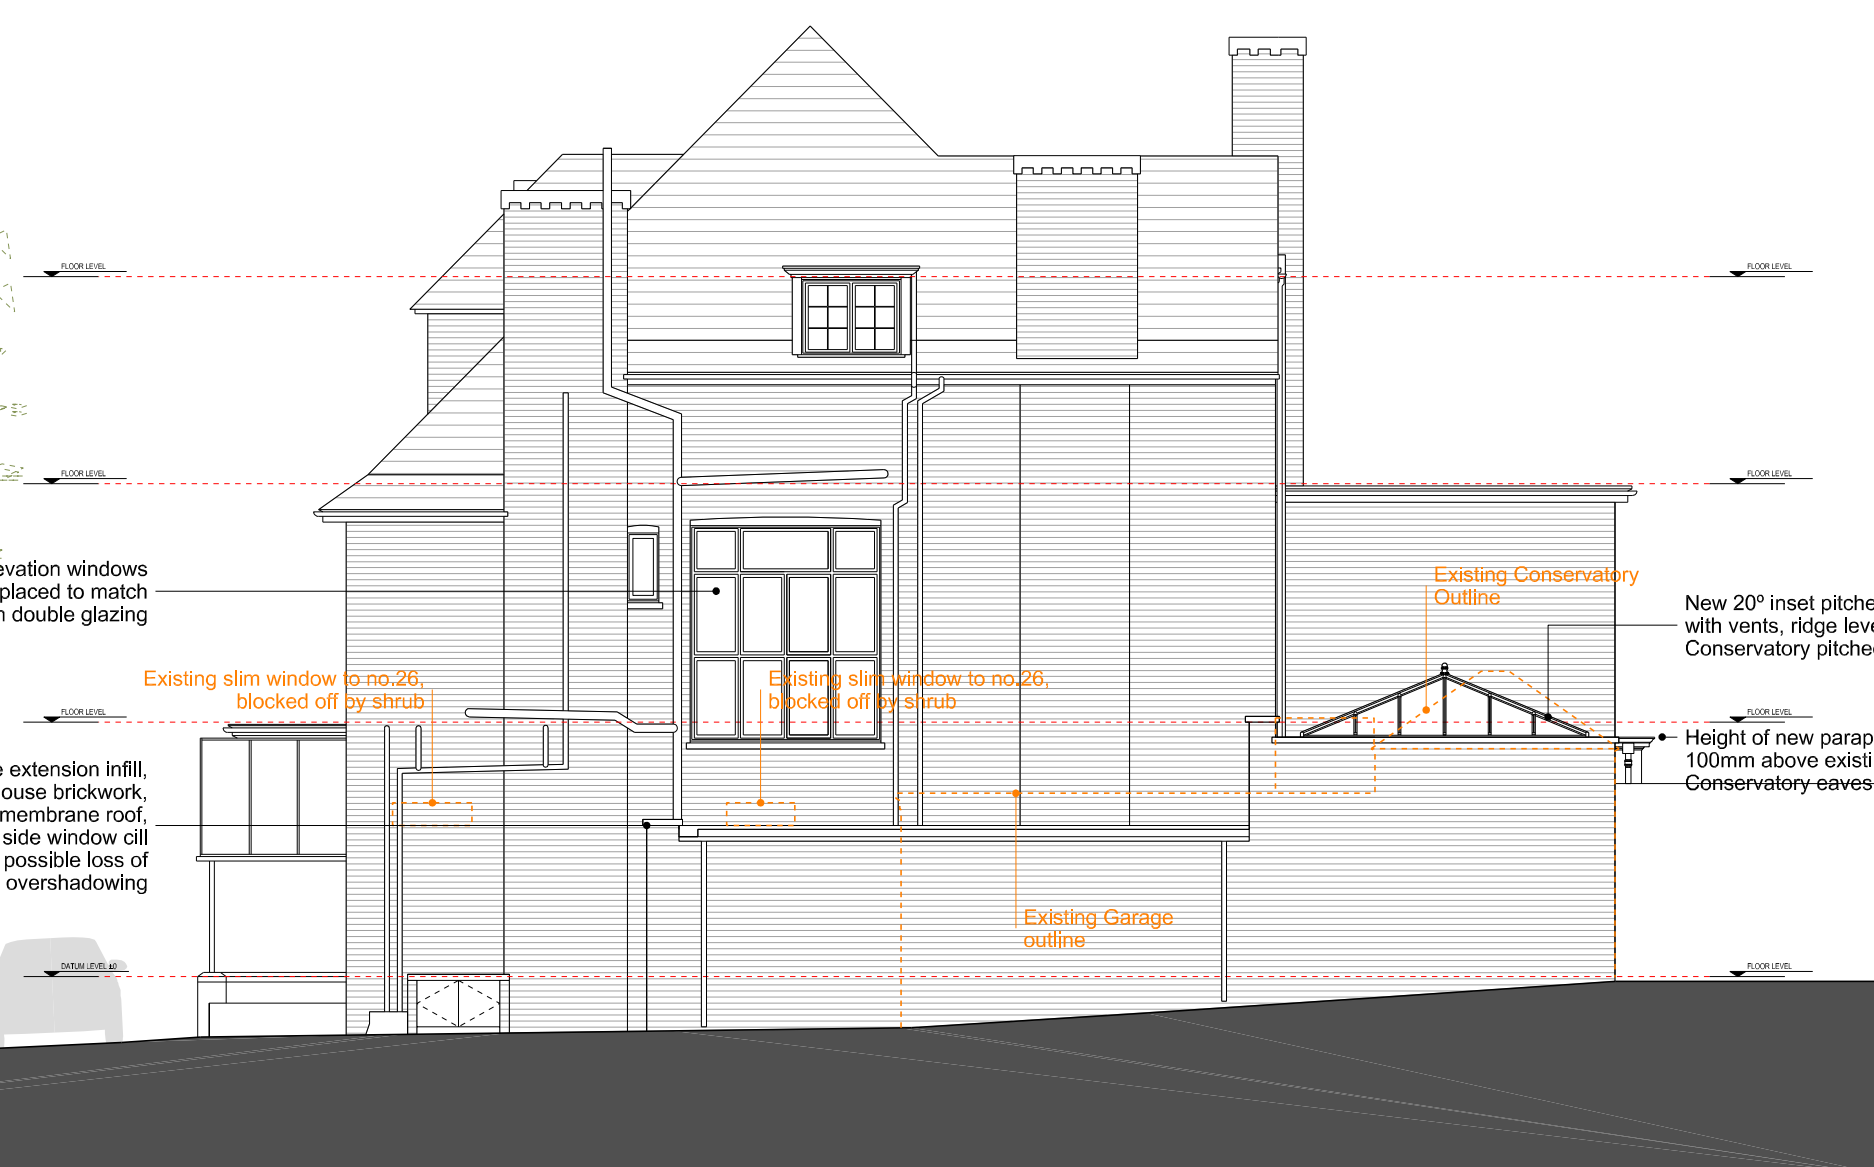 FLOOR LEVEL
FLOOR LEVEL
FLOOR LEVEL
FLOOR LEVEL
evation windows
placed to match
double glazing
Existing Conservatory
Outline
New 20º inset pitche
with vents, ridge leve
Conservatory pitche
Existing slim window to no.26,
blocked off by shrub
Existing slim window to no.26,
blocked off by shrub
FLOOR LEVEL
FLOOR LEVEL
Height of new parap
100mm above existi
Conservatory eaves
e extension infill,
ouse brickwork,
membrane roof,
side window cill
possible loss of
overshadowing
Existing Garage
outline
DATUM LEVEL ±0
FLOOR LEVEL